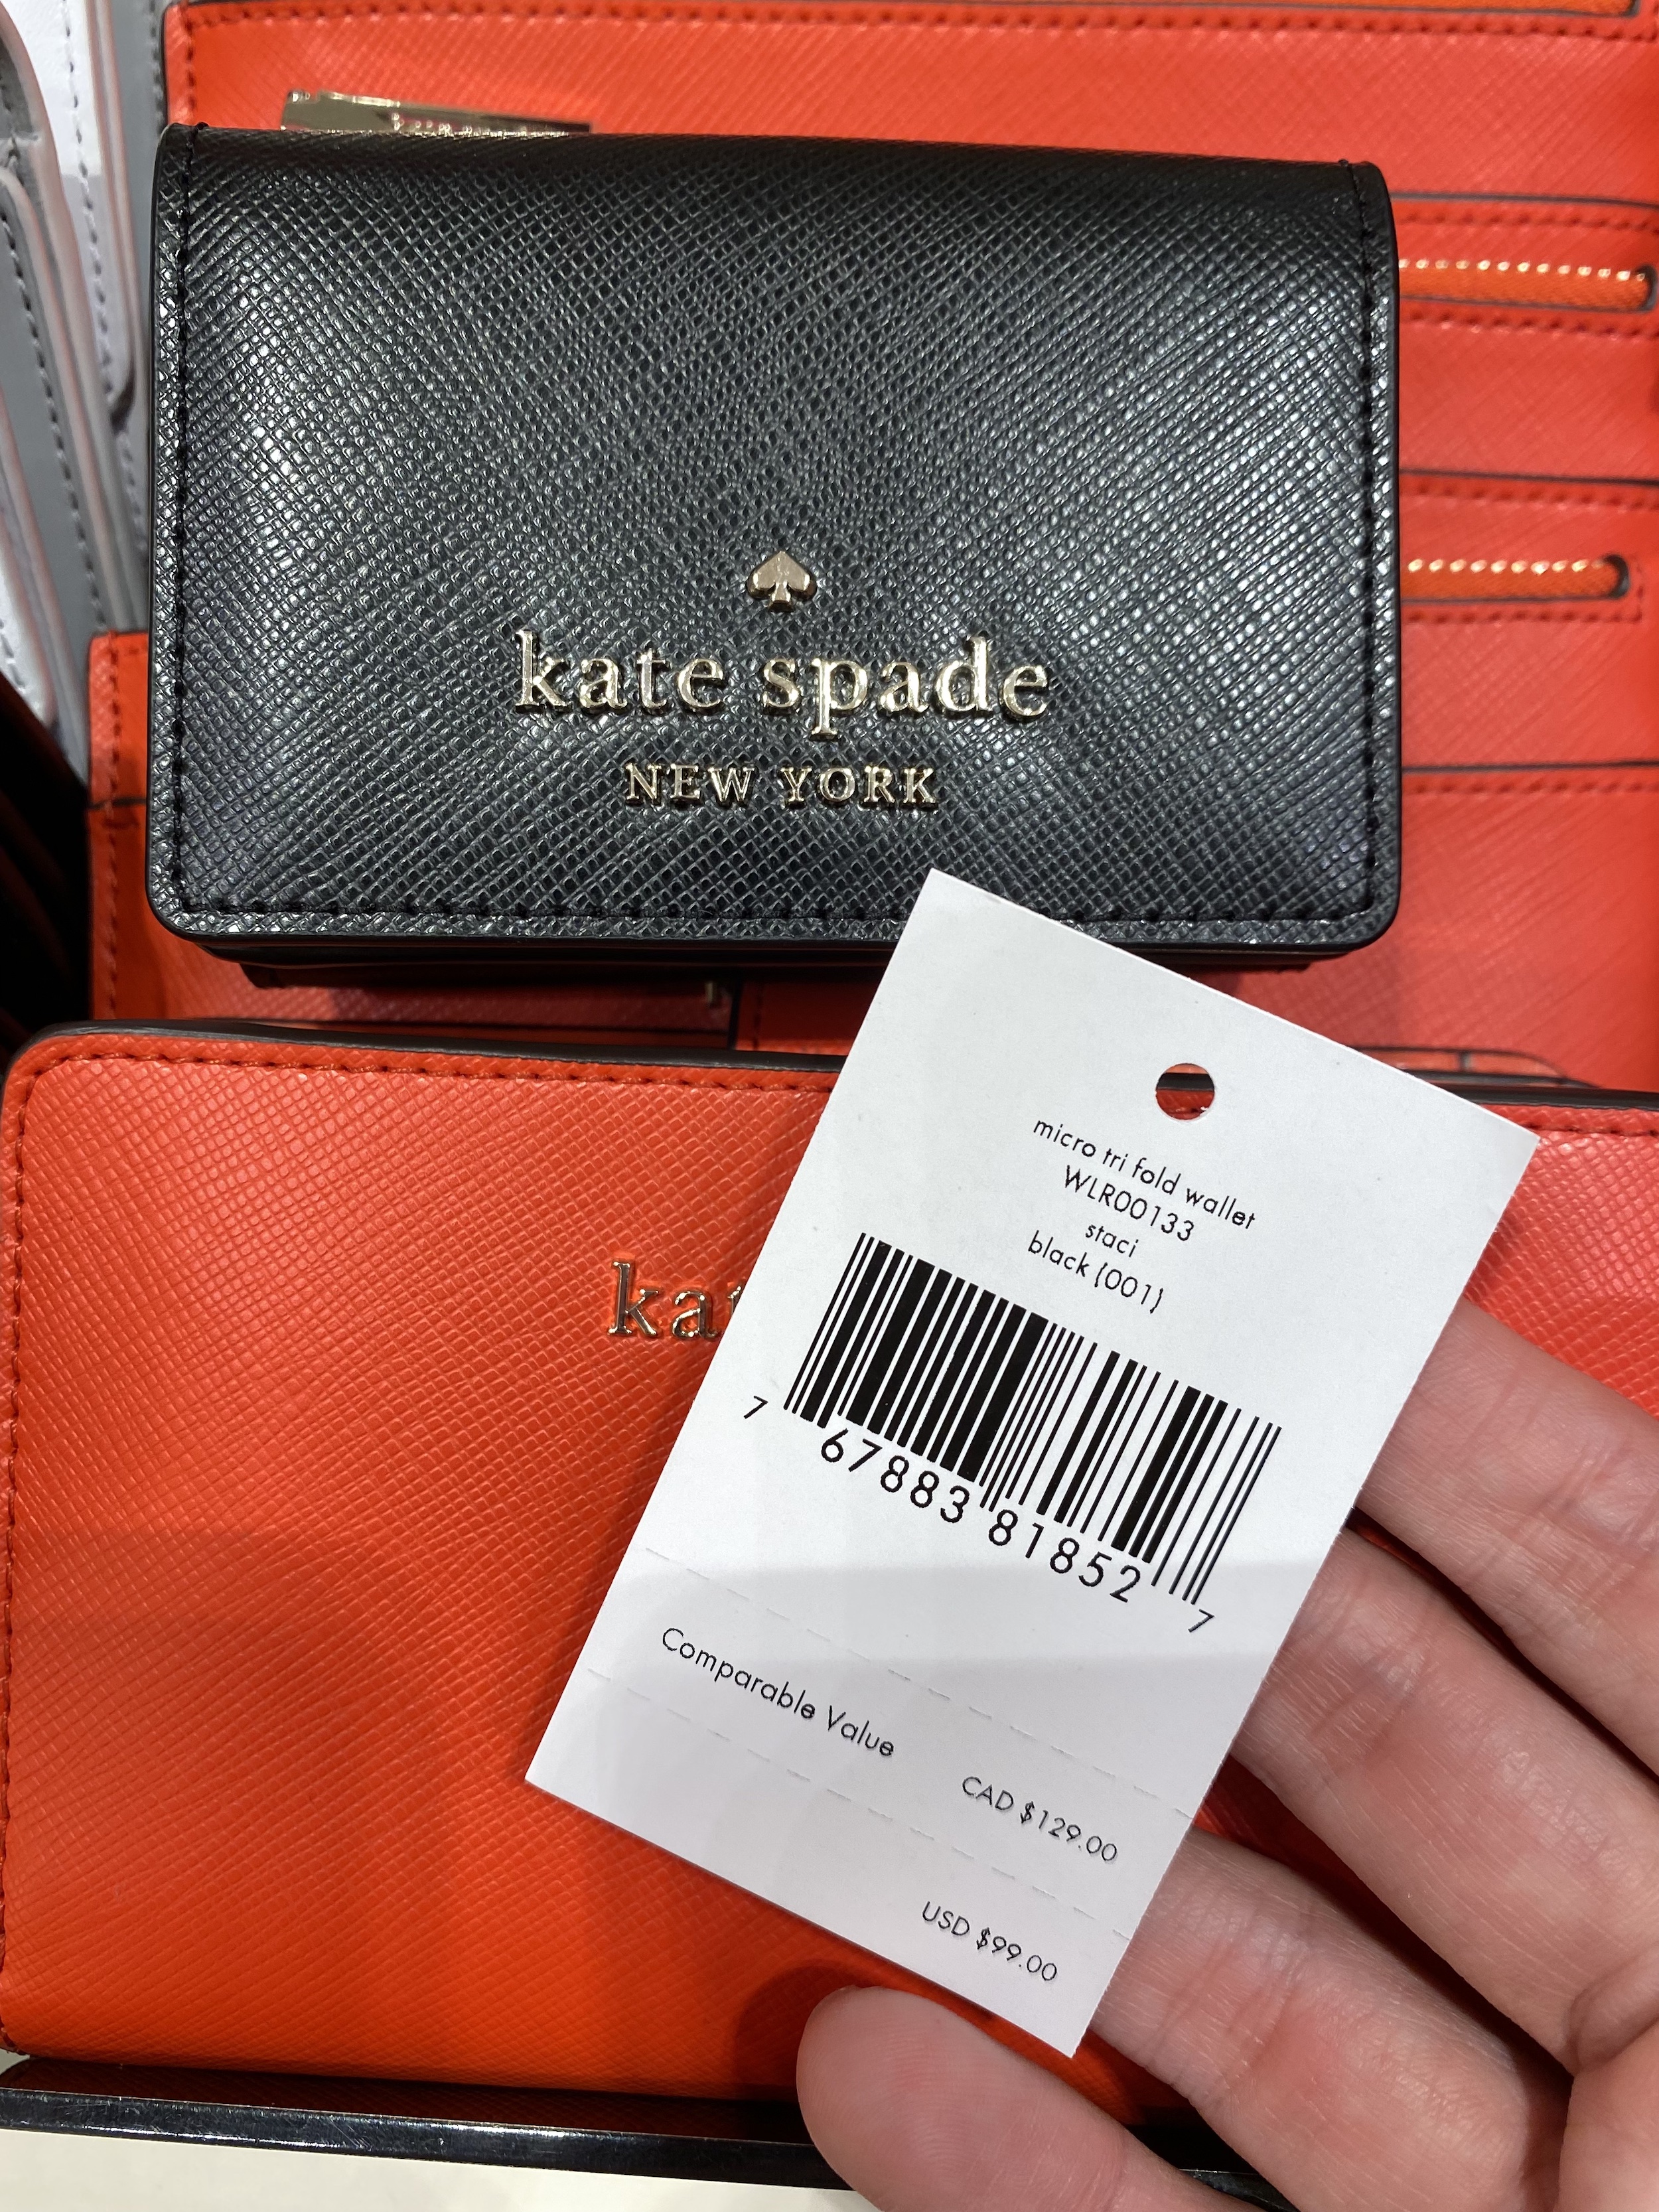 kate spade
NEW YORK
kat
micro tri fold wallet
WLR00133
staci
black (001)
7 67883 81852 7
Comparable Value
CAD $129.00
USD $99.00